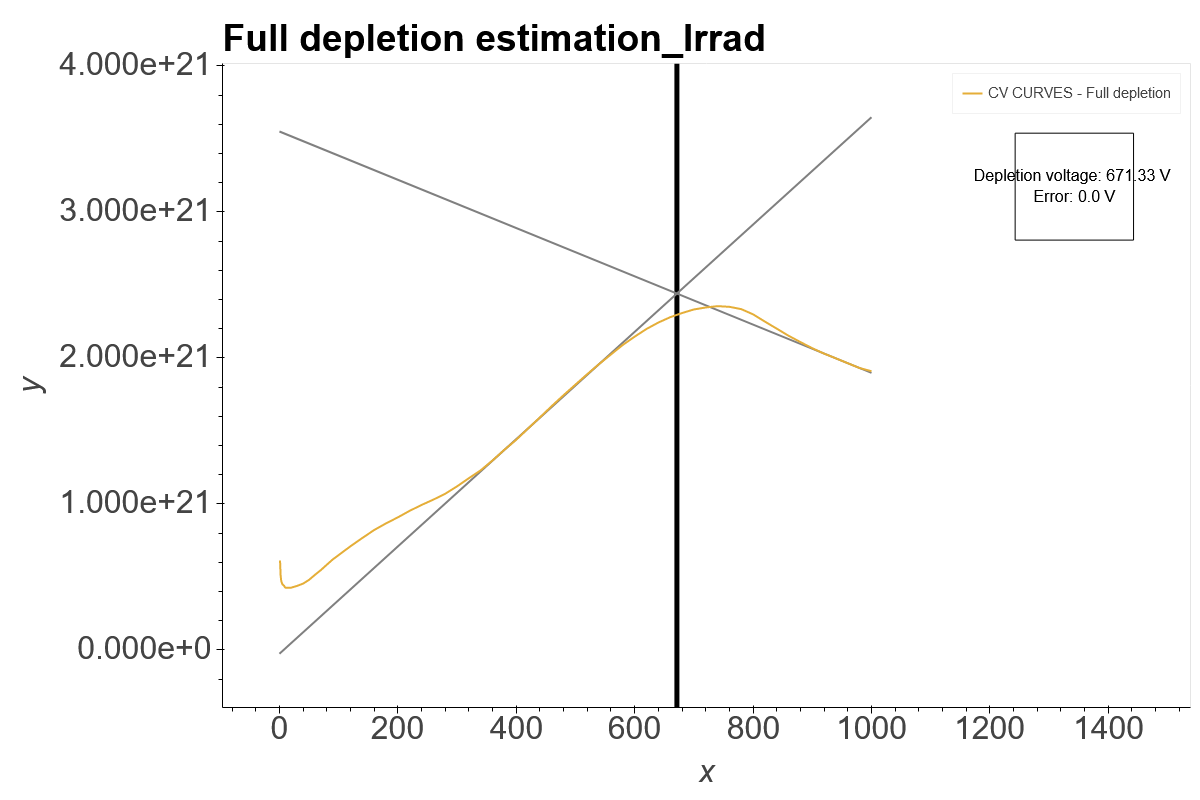 Full depletion estimation_Irrad
4.000e+21
3.000e+21
2.000e+21
1.000e+21
0.000e+0
y
CV CURVES - Full depletion
Depletion voltage: 671.33 V
Error: 0.0 V
0 200 400 600 800 1000 1200 1400
x